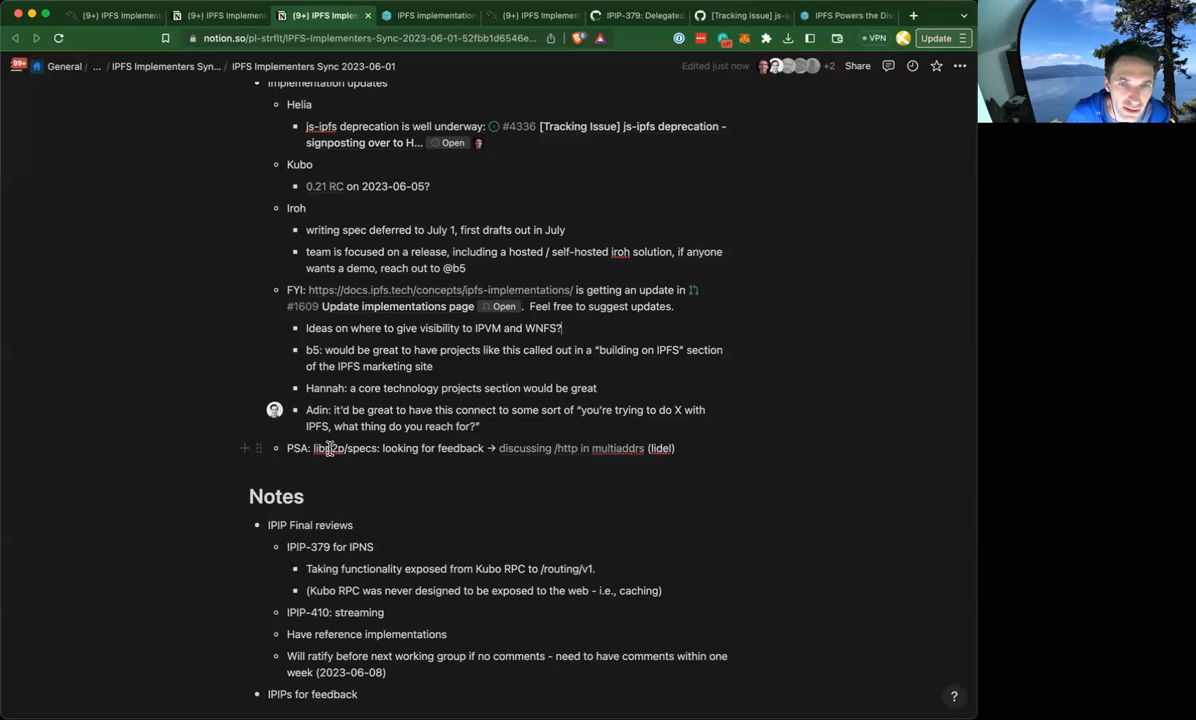 (9+) IPFS Implement
(9+) IPFS Implement
(9+) IPFS Implem
IPFS implementation
(9+) IPFS Implement
IPIP-379: Delegated
[Tracking Issue] js-i
IPFS Powers the Dis
notion.so/pl-strflt/IPFS-Implementers-Sync-2023-06-01-52fbb1d6546e...
VPN
Update
99+
General / ... / IPFS Implementers Syn... / IPFS Implementers Sync 2023-06-01
Edited just now
+2
Share
Implementation updates
Helia
js-ipfs deprecation is well underway: #4336 [Tracking Issue] js-ipfs deprecation -
signposting over to H... Open
Kubo
0.21 RC on 2023-06-05?
Iroh
writing spec deferred to July 1, first drafts out in July
team is focused on a release, including a hosted / self-hosted iroh solution, if anyone
wants a demo, reach out to @b5
FYI: https://docs.ipfs.tech/concepts/ipfs-implementations/ is getting an update in
#1609 Update implementations page Open . Feel free to suggest updates.
Ideas on where to give visibility to IPVM and WNFS?
b5: would be great to have projects like this called out in a “building on IPFS” section
of the IPFS marketing site
Hannah: a core technology projects section would be great
Adin: it’d be great to have this connect to some sort of “you’re trying to do X with
IPFS, what thing do you reach for?”
PSA: libp2p/specs: looking for feedback → discussing /http in multiaddrs (lidel)
Notes
IPIP Final reviews
IPIP-379 for IPNS
Taking functionality exposed from Kubo RPC to /routing/v1.
(Kubo RPC was never designed to be exposed to the web - i.e., caching)
IPIP-410: streaming
Have reference implementations
Will ratify before next working group if no comments - need to have comments within one
week (2023-06-08)
IPIPs for feedback
?